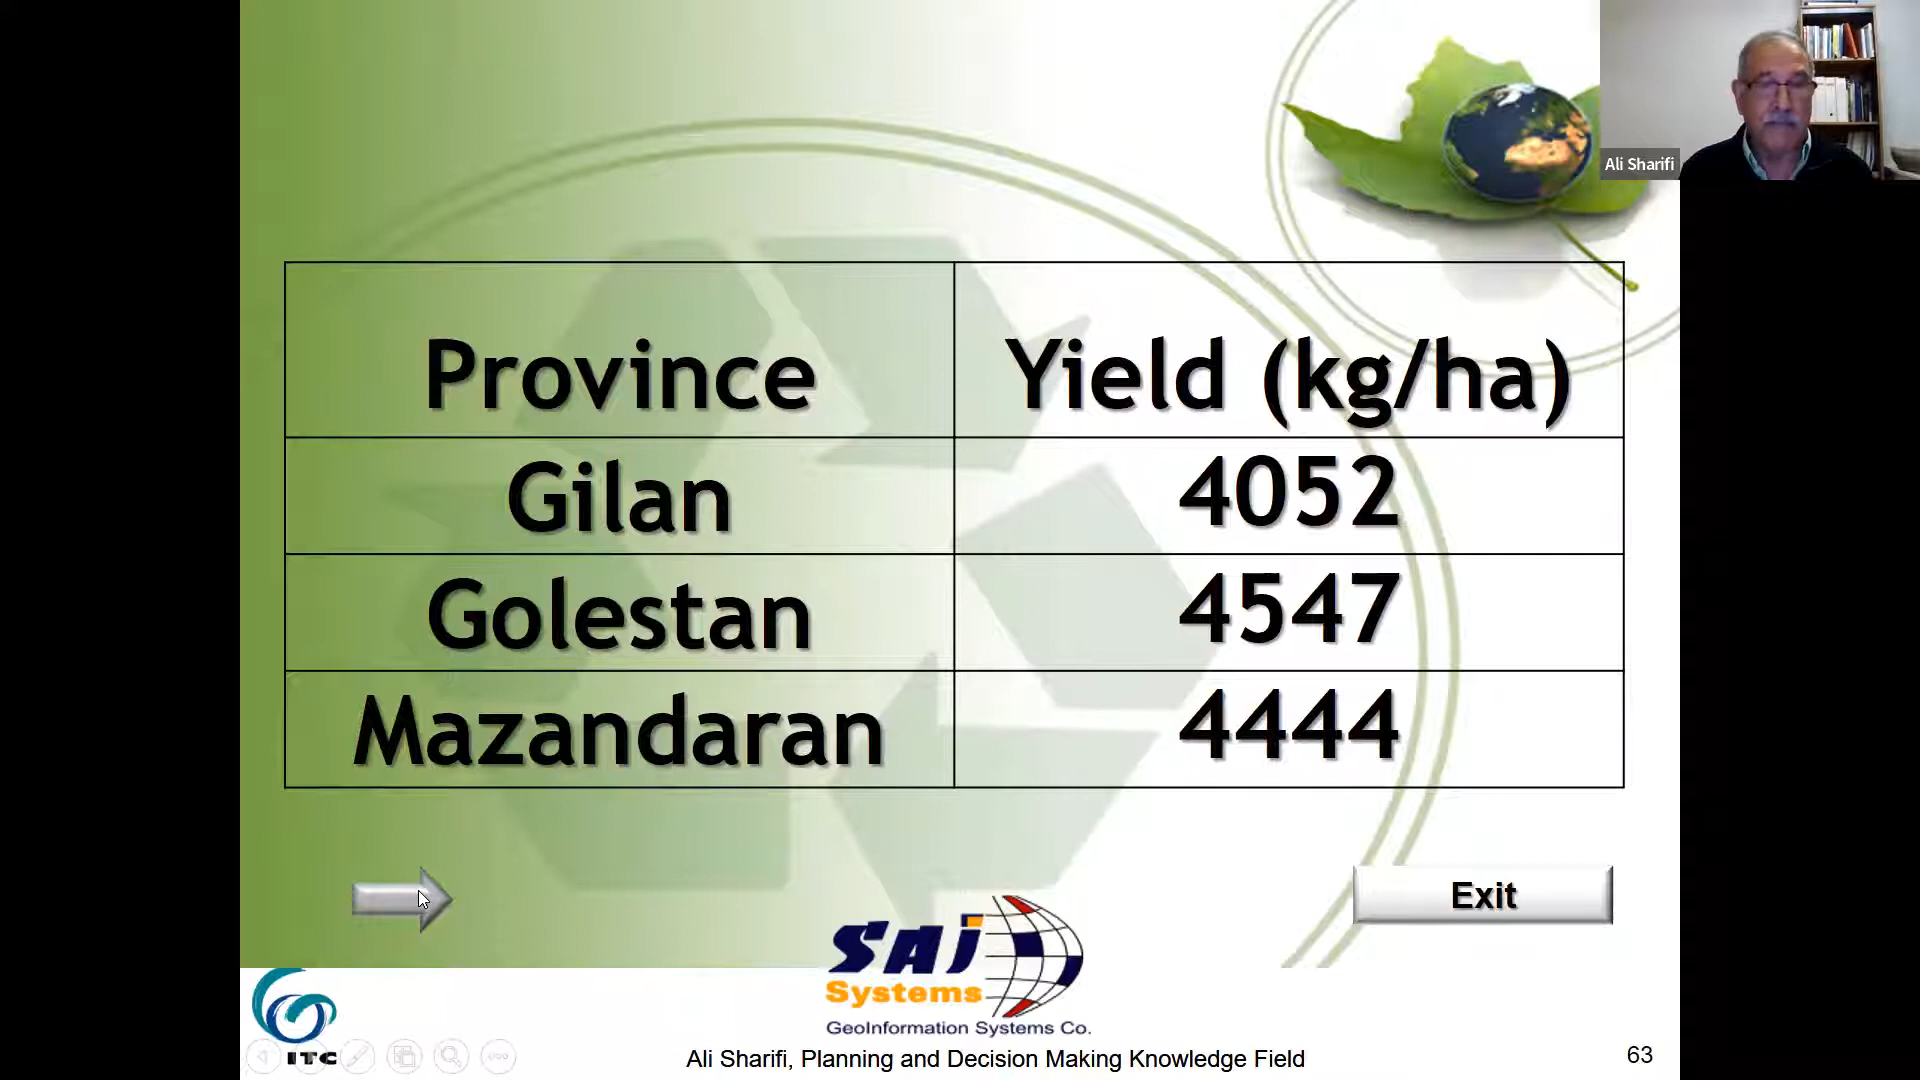 Ali Sharifi
Province Yield (kg/ha)
Gilan 4052
Golestan 4547
Mazandaran 4444
Exit
SAJ
Systems
GeoInformation Systems Co.
ITC
Ali Sharifi, Planning and Decision Making Knowledge Field
63